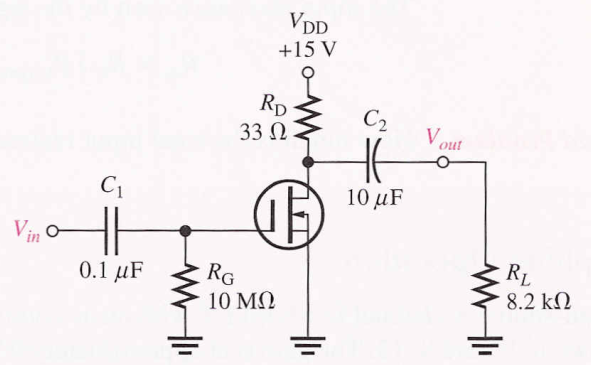 V_DD
+15 V
R_D
33 Ω
C_2
V_out
10 μF
C_1
V_in
0.1 μF
R_G
10 MΩ
R_L
8.2 kΩ